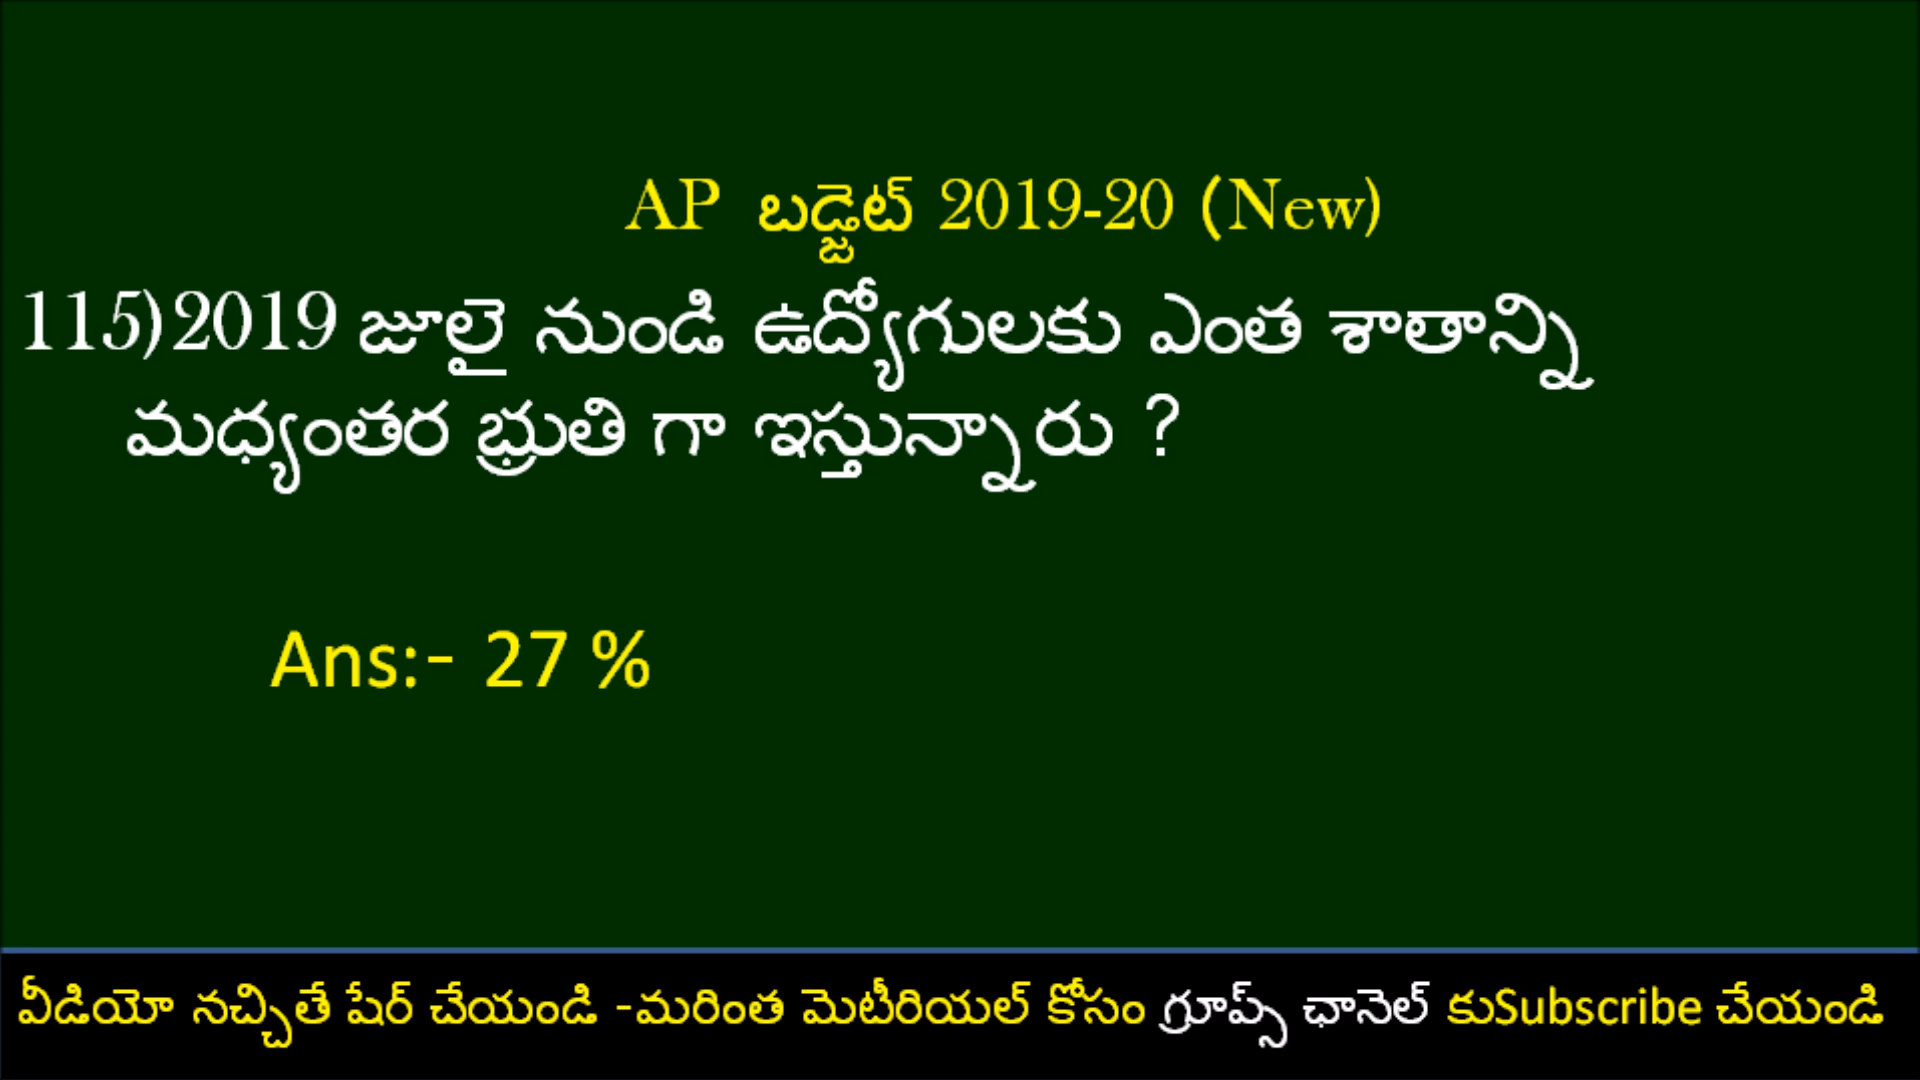 AP బడ్జెట్ 2019-20 (New)
115)2019 జూలై నుండి ఉద్యోగులకు ఎంత శాతాన్ని
మధ్యంతర భ్రుతి గా ఇస్తున్నారు ?
Ans:- 27 %
వీడియో నచ్చితే షేర్ చేయండి -మరింత మెటీరియల్ కోసం గ్రూప్స్ ఛానెల్ కుSubscribe చేయండి